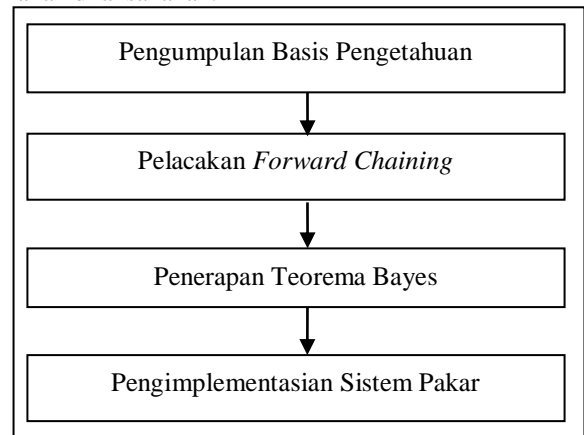 Pengumpulan Basis Pengetahuan
Pelacakan Forward Chaining
Penerapan Teorema Bayes
Pengimplementasian Sistem Pakar